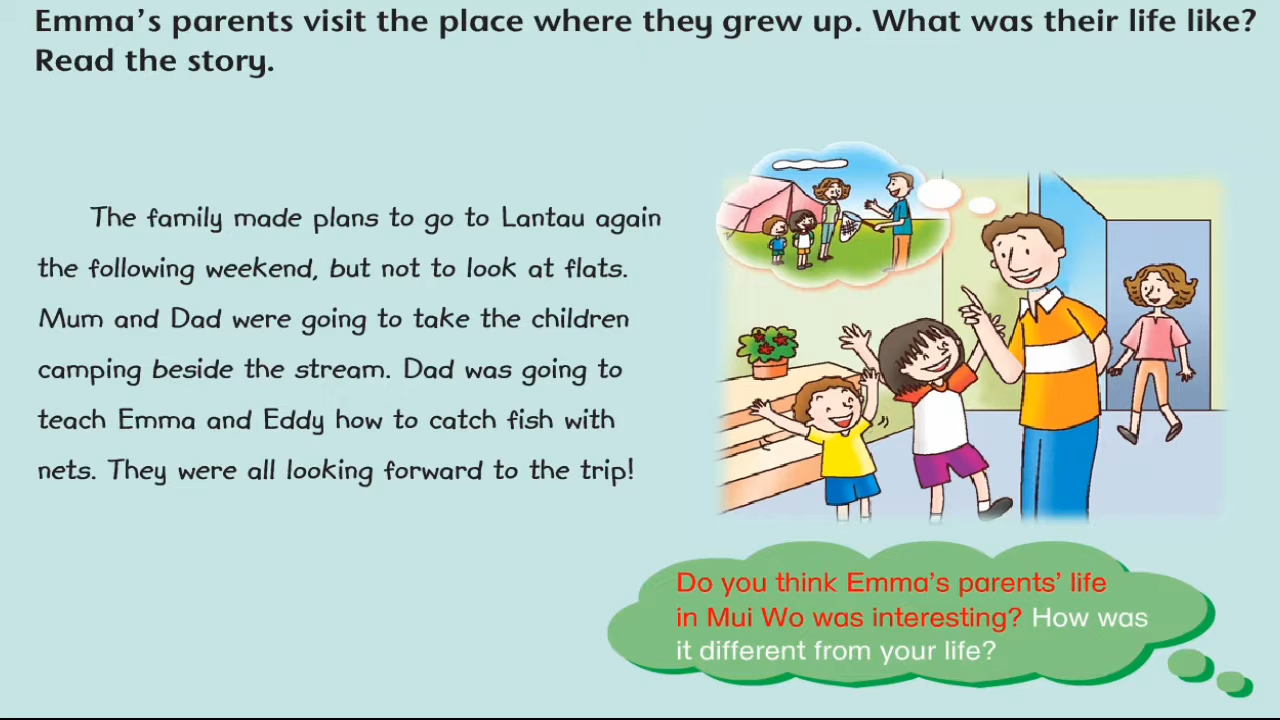 Emma's parents visit the place where they grew up. What was their life like?
Read the story.
The family made plans to go to Lantau again
the following weekend, but not to look at flats.
Mum and Dad were going to take the children
camping beside the stream. Dad was going to
teach Emma and Eddy how to catch fish with
nets. They were all looking forward to the trip!
Do you think Emma's parents' life
in Mui Wo was interesting? How was
it different from your life?